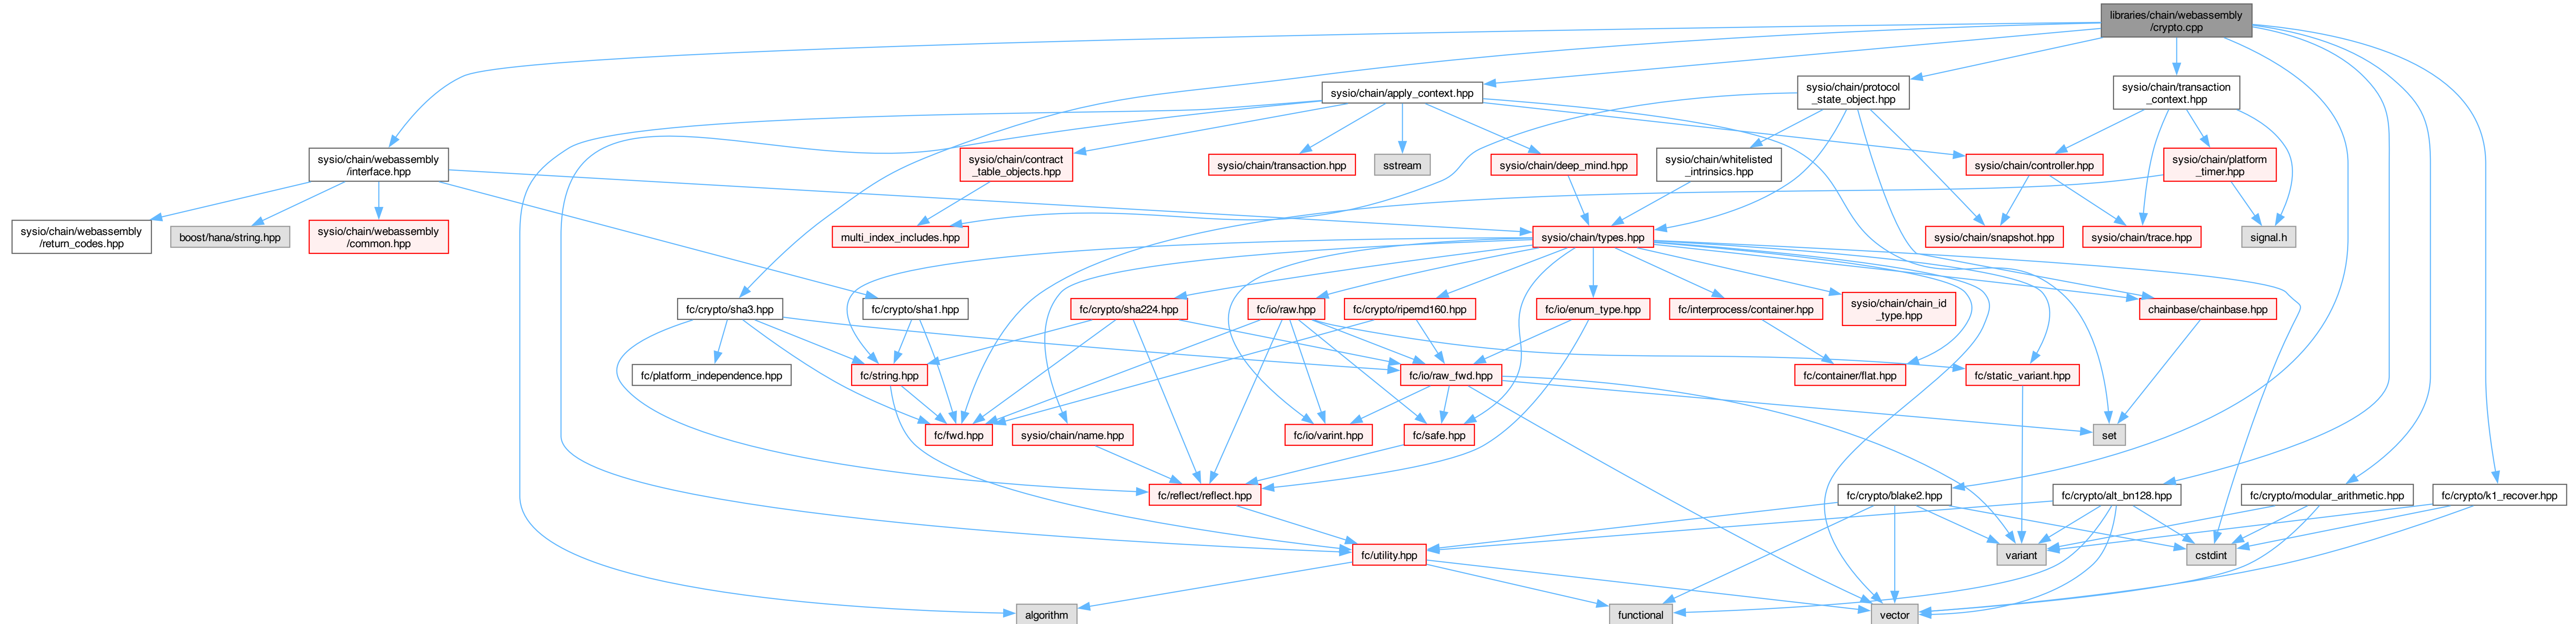 libraries/chain/webassembly
/crypto.cpp
sysio/chain/apply_context.hpp
sysio/chain/protocol
_state_object.hpp
sysio/chain/transaction
_context.hpp
sysio/chain/webassembly
/interface.hpp
sysio/chain/contract
_table_objects.hpp
sysio/chain/transaction.hpp
sstream
sysio/chain/deep_mind.hpp
sysio/chain/whitelisted
_intrinsics.hpp
sysio/chain/controller.hpp
sysio/chain/platform
_timer.hpp
sysio/chain/webassembly
/return_codes.hpp
boost/hana/string.hpp
sysio/chain/webassembly
/common.hpp
multi_index_includes.hpp
sysio/chain/types.hpp
sysio/chain/snapshot.hpp
sysio/chain/trace.hpp
signal.h
fc/crypto/sha3.hpp
fc/crypto/sha1.hpp
fc/crypto/sha224.hpp
fc/io/raw.hpp
fc/crypto/ripemd160.hpp
fc/io/enum_type.hpp
fc/interprocess/container.hpp
sysio/chain/chain_id
_type.hpp
chainbase/chainbase.hpp
fc/platform_independence.hpp
fc/string.hpp
fc/io/raw_fwd.hpp
fc/container/flat.hpp
fc/static_variant.hpp
fc/fwd.hpp
sysio/chain/name.hpp
fc/io/varint.hpp
fc/safe.hpp
set
fc/reflect/reflect.hpp
fc/crypto/blake2.hpp
fc/crypto/alt_bn128.hpp
fc/crypto/modular_arithmetic.hpp
fc/crypto/k1_recover.hpp
fc/utility.hpp
variant
cstdint
algorithm
functional
vector